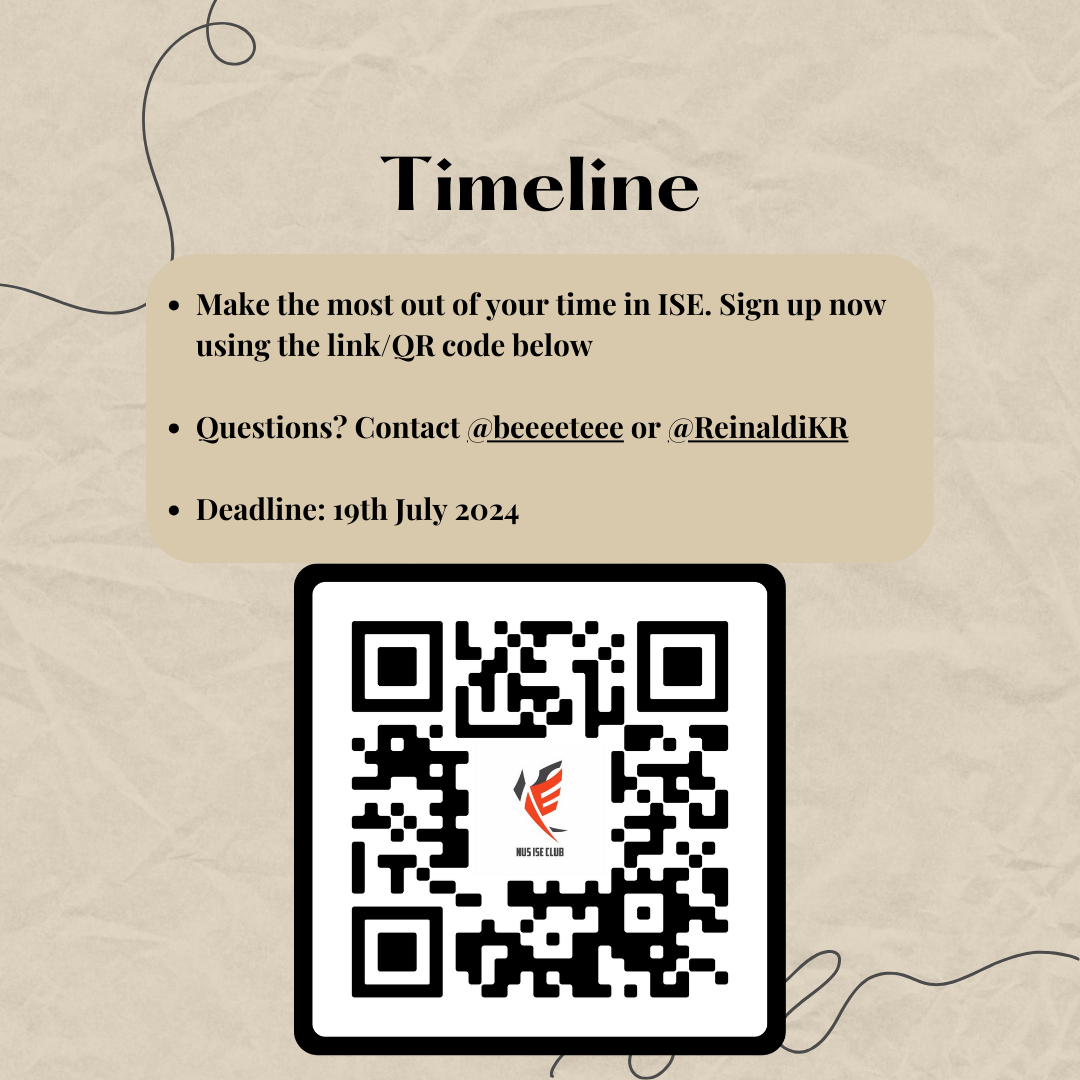 Timeline
• Make the most out of your time in ISE. Sign up now
using the link/QR code below
• Questions? Contact @beeeeteee or @ReinaldiKR
• Deadline: 19th July 2024
NUS ISE CLUB